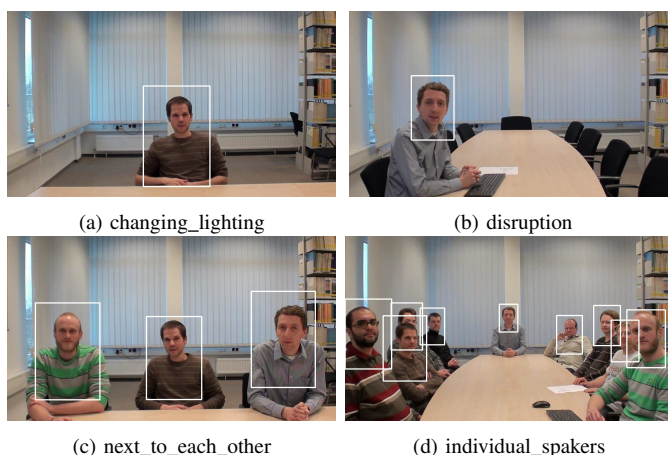 (a) changing_lighting
(b) disruption
(c) next_to_each_other
(d) individual_spakers